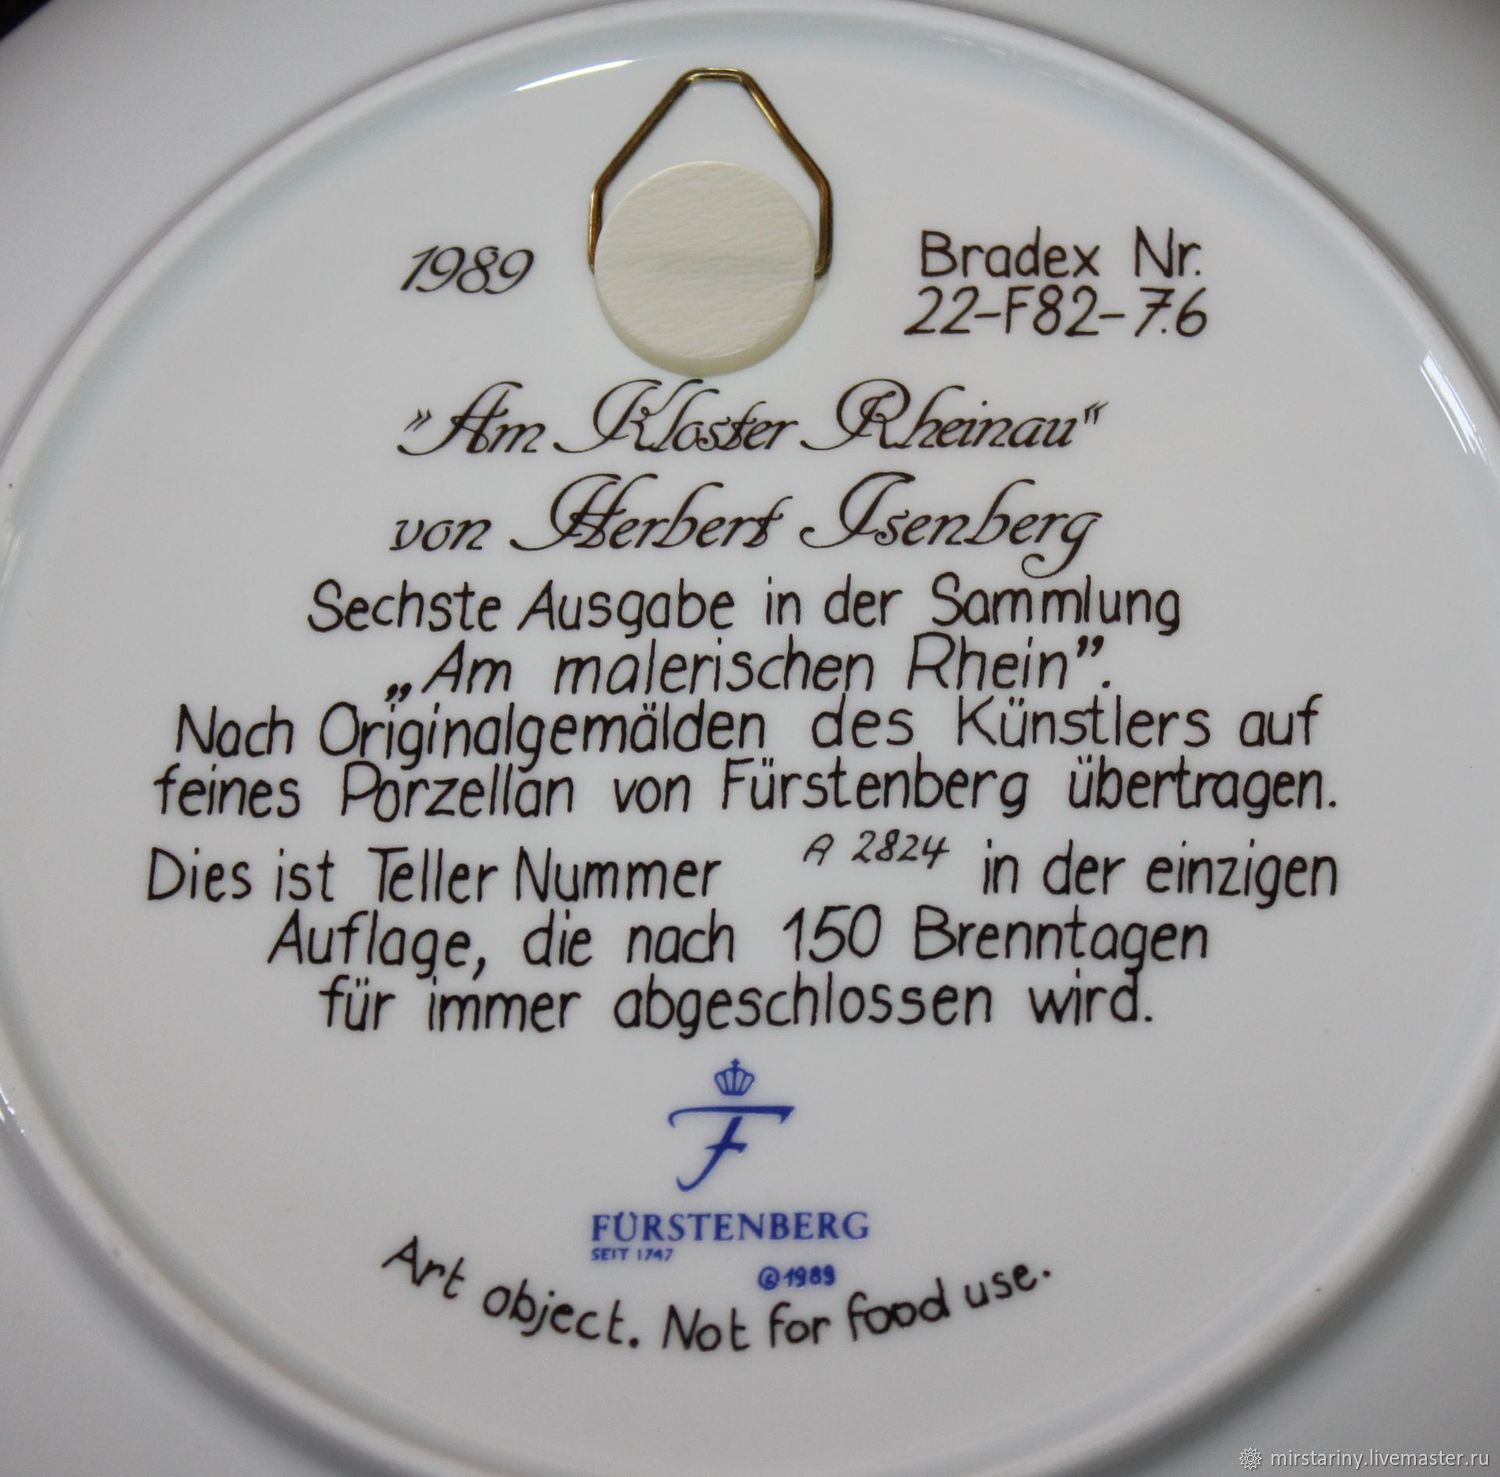 1989
Bradex Nr.
22-F82-7.6
„Am Kloster Rheinau“
von Herbert Isenberg
Sechste Ausgabe in der Sammlung
„Am malerischen Rhein”.
Nach Originalgemälden des Künstlers auf
feines Porzellan von Fürstenberg übertragen.
Dies ist Teller Nummer A 2824 in der einzigen
Auflage, die nach 150 Brenntagen
für immer abgeschlossen wird.
F
FÜRSTENBERG
SEIT 1747
©1989
Art object. Not for food use.
mirstariny.livemaster.ru